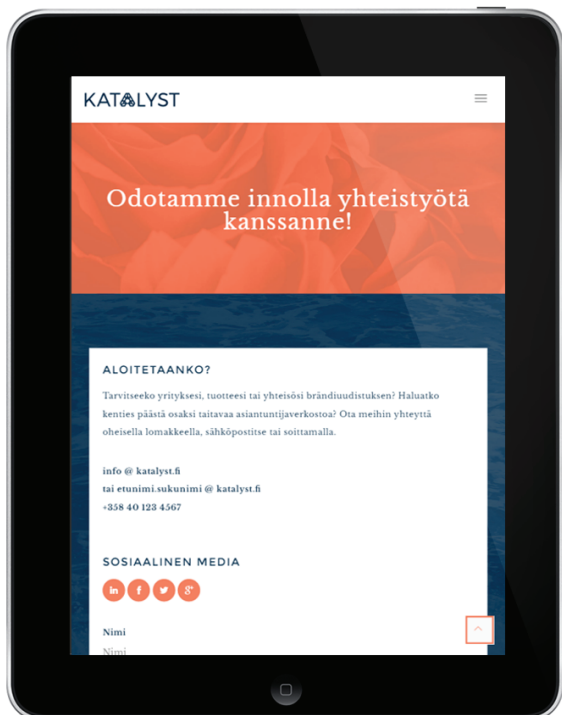 KATALYST
Odotamme innolla yhteistyötä
kanssanne!
ALOITETAANKO?
Tarvitseeko yrityksesi, tuotteesi tai yhteisösi brändiuudistuksen? Haluatko
kenties päästä osaksi taitavaa asiantuntijaverkostoa? Ota meihin yhteyttä
oheisella lomakkeella, sähköpostitse tai soittamalla.
info @ katalyst.fi
tai etunimi.sukunimi @ katalyst.fi
+358 40 123 4567
SOSIAALINEN MEDIA
in f g+
Nimi
Nimi